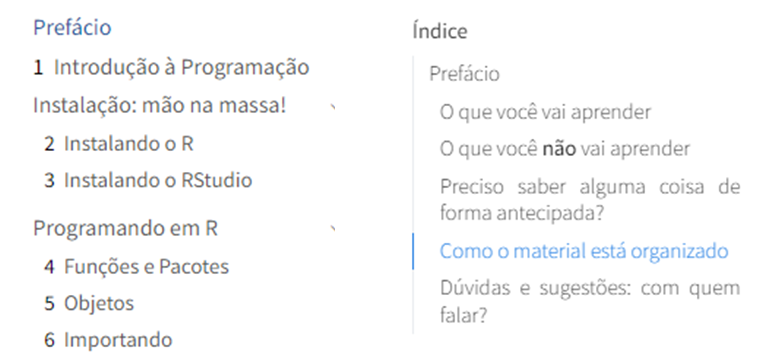 Prefácio
1 Introdução à Programação
Instalação: mão na massa!
2 Instalando o R
3 Instalando o RStudio
Programando em R
4 Funções e Pacotes
5 Objetos
6 Importando
Índice
Prefácio
O que você vai aprender
O que você não vai aprender
Preciso saber alguma coisa de
forma antecipada?
Como o material está organizado
Dúvidas e sugestões: com quem
falar?